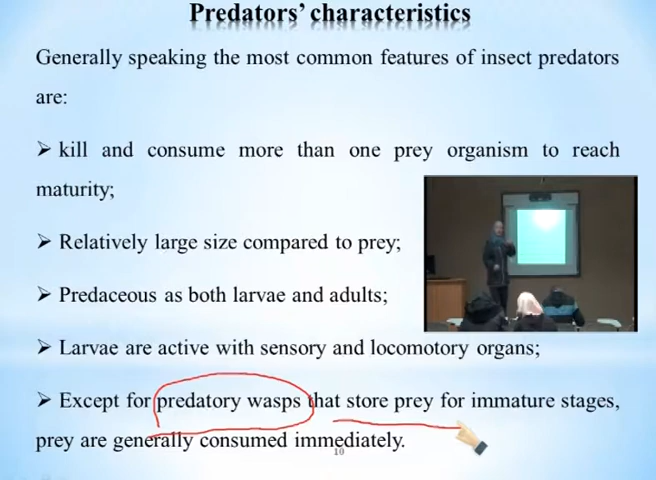 Predators' characteristics
Generally speaking the most common features of insect predators
are:
➢ kill and consume more than one prey organism to reach
maturity;
➢ Relatively large size compared to prey;
➢ Predaceous as both larvae and adults;
➢ Larvae are active with sensory and locomotory organs;
➢ Except for predatory wasps that store prey for immature stages,
prey are generally consumed immediately.
10